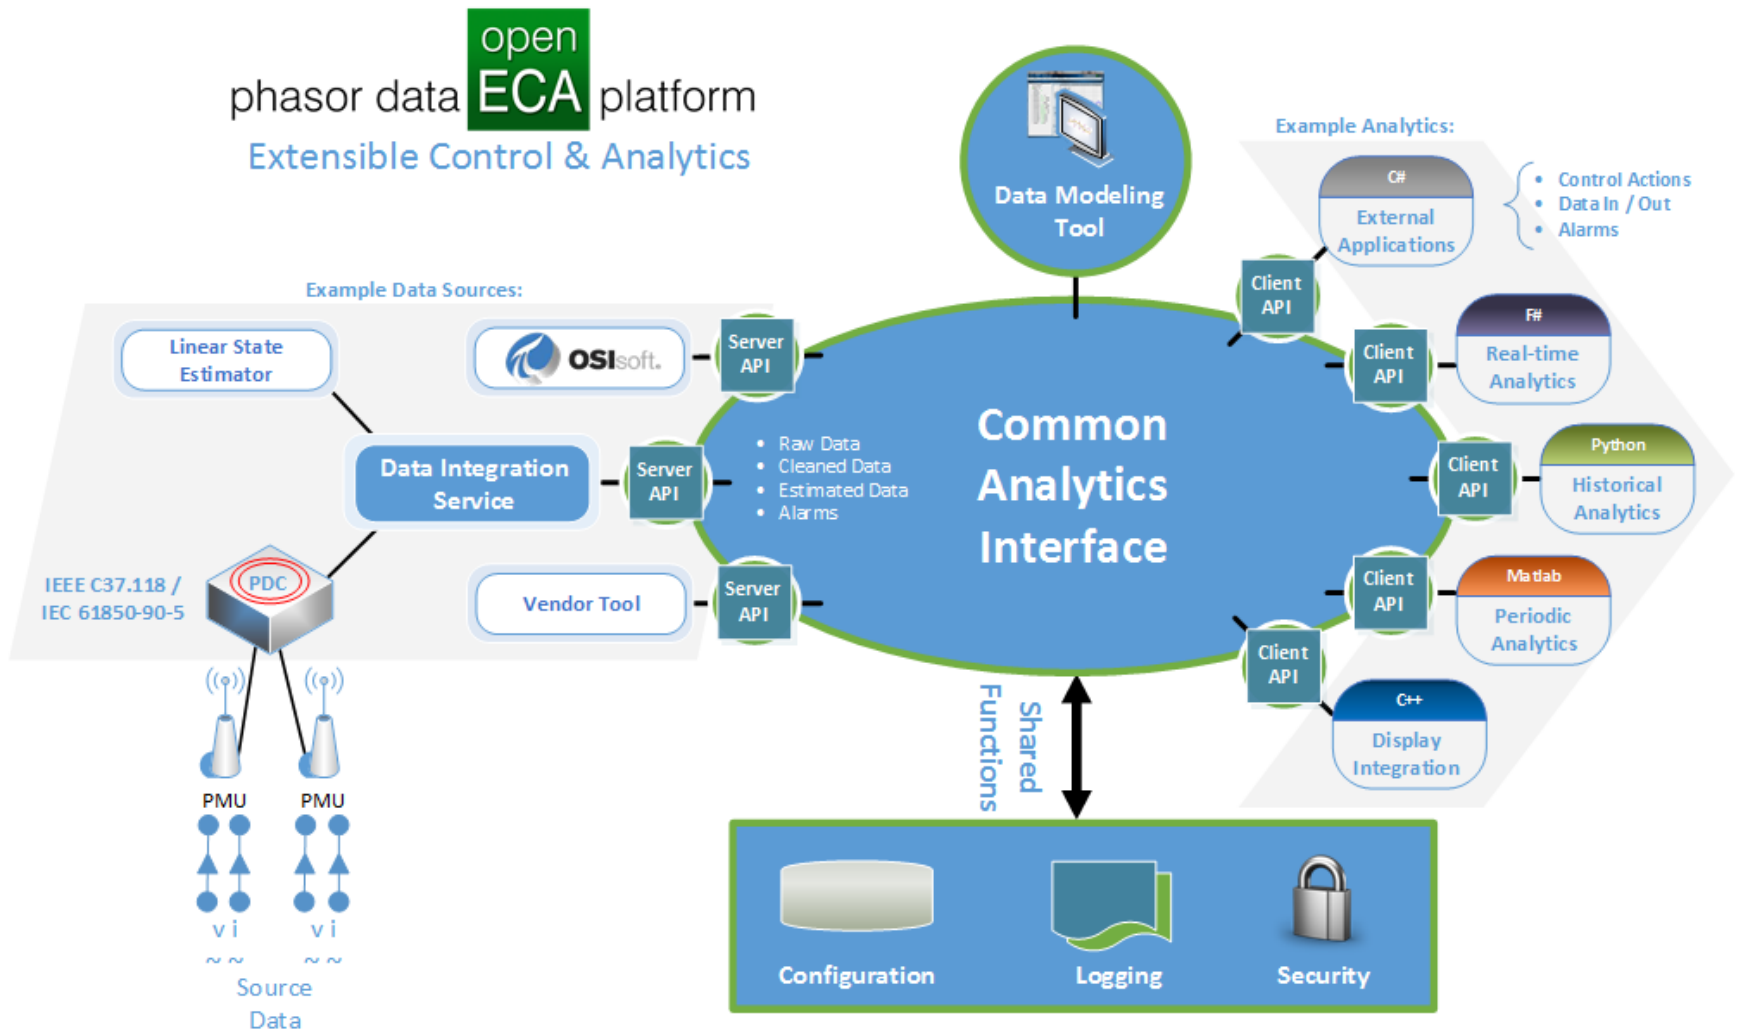 open
phasor data ECA platform
Extensible Control & Analytics
Data Modeling
Tool
Example Analytics:
C#
External
Applications
• Control Actions
• Data In / Out
• Alarms
Client
API
F#
Real-time
Analytics
Client
API
Python
Historical
Analytics
Client
API
Matlab
Periodic
Analytics
Client
API
C++
Display
Integration
Client
API
Example Data Sources:
Linear State
Estimator
OSIsoft.
Server
API
Data Integration
Service
Server
API
• Raw Data
• Cleaned Data
• Estimated Data
• Alarms
Common
Analytics
Interface
IEEE C37.118 /
IEC 61850-90-5
PDC
Vendor Tool
Server
API
PMU PMU
v i v i
~ ~ ~ ~
Source
Data
Shared
Functions
Configuration
Logging
Security